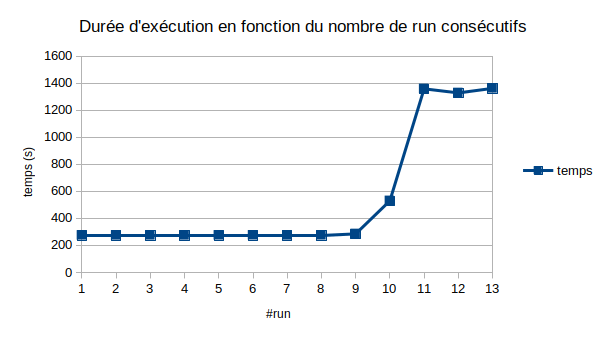 Durée d'exécution en fonction du nombre de run consécutifs
1600
1400
1200
1000
800
600
400
200
0
temps (s)
1 2 3 4 5 6 7 8 9 10 11 12 13
#run
temps